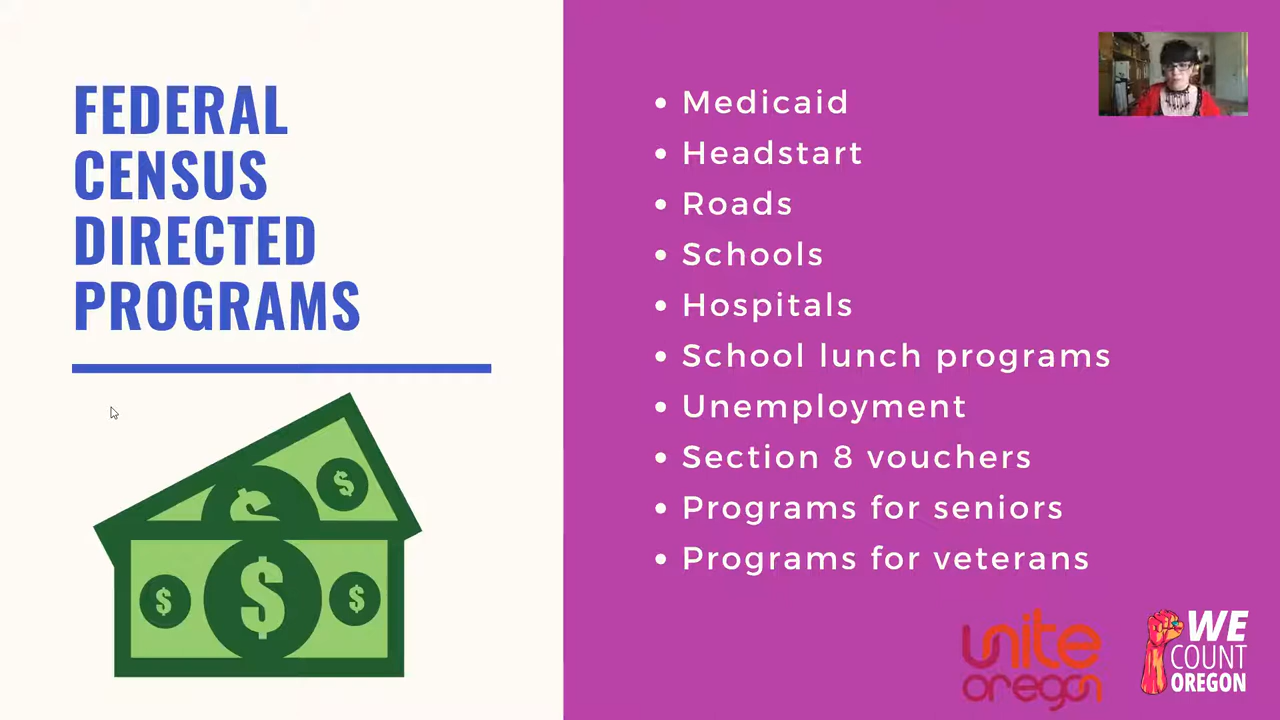 FEDERAL
CENSUS
DIRECTED
PROGRAMS
• Medicaid
• Headstart
• Roads
• Schools
• Hospitals
• School lunch programs
• Unemployment
• Section 8 vouchers
• Programs for seniors
• Programs for veterans
$
$
$ $ $
unite
oregon
WE
COUNT
OREGON